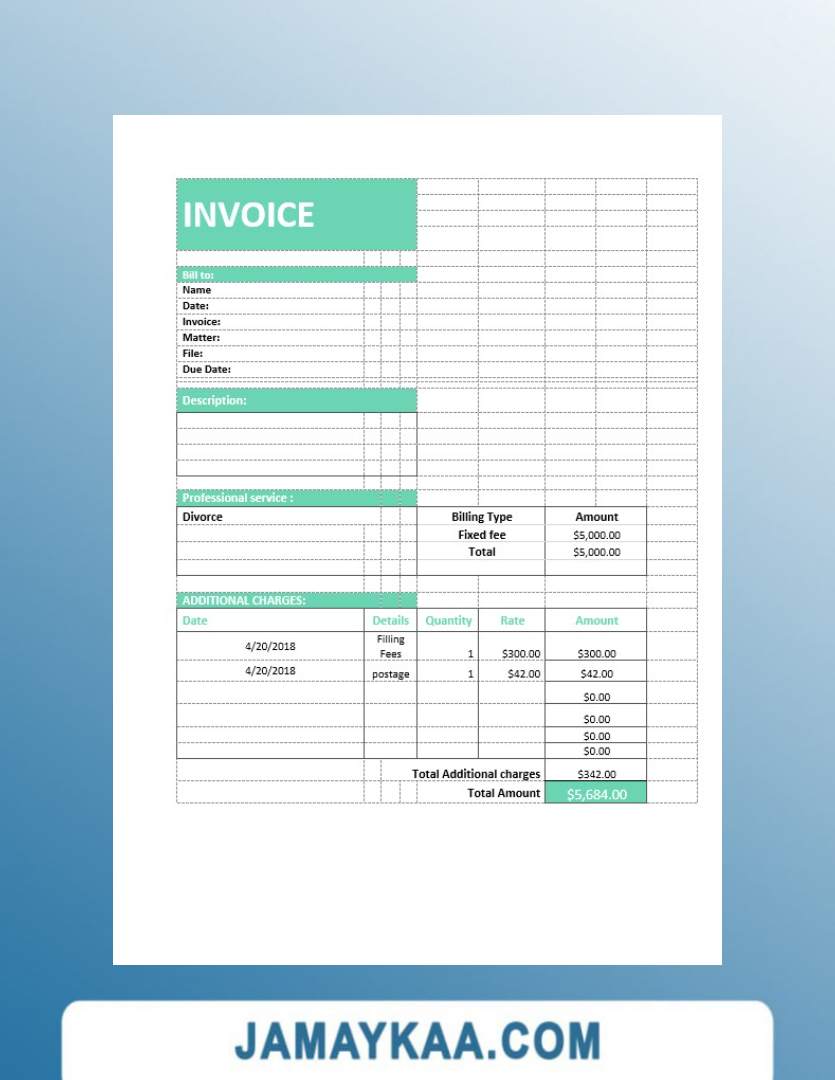 INVOICE
Bill to:
Name
Date:
Invoice:
Matter:
File:
Due Date:
Description:
Professional service :
Divorce Billing Type Amount
Fixed fee $5,000.00
Total $5,000.00
ADDITIONAL CHARGES:
Date Details Quantity Rate Amount
4/20/2018 Filling Fees 1 $300.00 $300.00
4/20/2018 postage 1 $42.00 $42.00
$0.00
$0.00
$0.00
$0.00
Total Additional charges $342.00
Total Amount $5,684.00
JAMAYKAA.COM